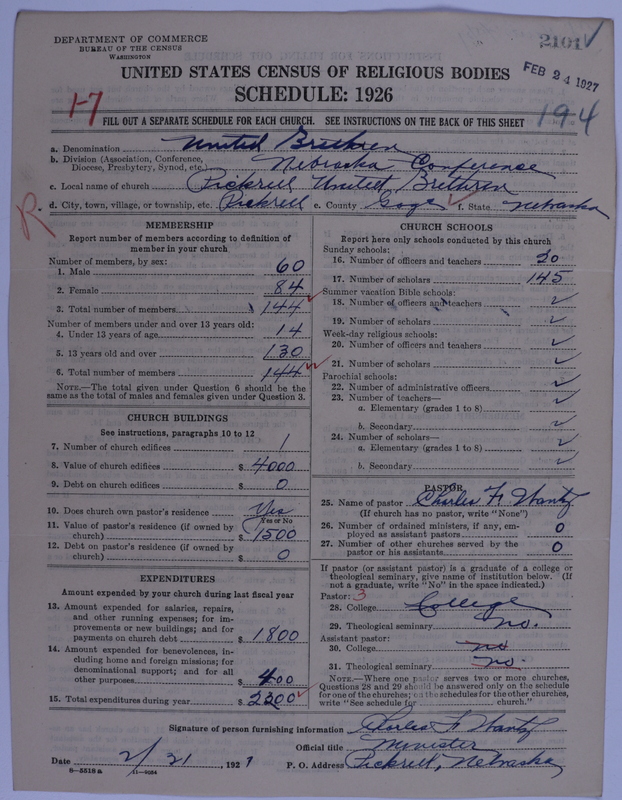 DEPARTMENT OF COMMERCE
BUREAU OF THE CENSUS
WASHINGTON
2101
FEB 24 1927
UNITED STATES CENSUS OF RELIGIOUS BODIES
SCHEDULE: 1926
1-7
194
FILL OUT A SEPARATE SCHEDULE FOR EACH CHURCH. SEE INSTRUCTIONS ON THE BACK OF THIS SHEET
a. Denomination United Brethren
b. Division (Association, Conference, Diocese, Presbytery, Synod, etc.) Nebraska Conference
c. Local name of church Pickrell United Brethren
R.
d. City, town, village, or township, etc. Pickrell e. County Gage f. State Nebraska
MEMBERSHIP
Report number of members according to definition of
member in your church
Number of members, by sex:
1. Male 60
2. Female 84
3. Total number of members 144
Number of members under and over 13 years old:
4. Under 13 years of age 14
5. 13 years old and over 130
6. Total number of members 144
NOTE.—The total given under Question 6 should be
same as the total of males and females given under Question 3.
CHURCH BUILDINGS
See instructions, paragraphs 10 to 12
7. Number of church edifices 1
8. Value of church edifices $ 4000
9. Debt on church edifices $ 0
10. Does church own pastor's residence Yes
Yes or No
11. Value of pastor's residence (if owned by
church) $ 1500
12. Debt on pastor's residence (if owned by
church) $ 0
EXPENDITURES
Amount expended by your church during last fiscal year
13. Amount expended for salaries, repairs,
and other running expenses; for im-
provements or new buildings; and for
payments on church debt $ 1800
14. Amount expended for benevolences, in-
cluding home and foreign missions; for
denominational support; and for all
other purposes $ 400
15. Total expenditures during year $ 2200
CHURCH SCHOOLS
Report here only schools conducted by this church
Sunday schools:
16. Number of officers and teachers 20
17. Number of scholars 145
Summer vacation Bible schools:
18. Number of officers and teachers
19. Number of scholars
Week-day religious schools:
20. Number of officers and teachers
21. Number of scholars
Parochial schools:
22. Number of administrative officers
23. Number of teachers—
a. Elementary (grades 1 to 8)
b. Secondary
24. Number of scholars—
a. Elementary (grades 1 to 8)
b. Secondary
PASTOR
25. Name of pastor Charles F. Wantz
(If church has no pastor, write "None")
26. Number of ordained ministers, if any, em-
ployed as assistant pastors 0
27. Number of other churches served by the
pastor or his assistants 0
If pastor (or assistant pastor) is a graduate of a college or
theological seminary, give name of institution below. (If
not a graduate, write "No" in the space indicated.)
Pastor: 3
28. College College
29. Theological seminary no.
Assistant pastor:
30. College no
31. Theological seminary no.
NOTE.—Where one pastor serves two or more churches,
Questions 28 and 29 should be answered only on the schedule
for one of the churches; on the schedules for the other churches,
write "See schedule for church."
Signature of person furnishing information Charles F. Wantz
Official title Minister
Date 2/21, 1927 P. O. Address Pickrell, Nebraska
6—5518 a 11—9684